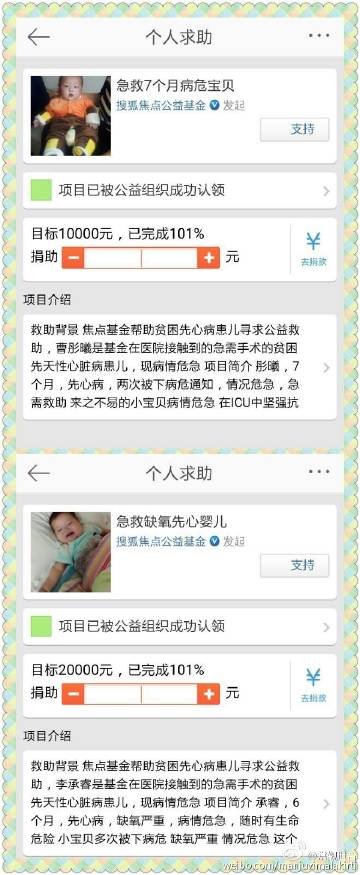 个人求助
急救7个月病危宝贝
搜狐焦点公益基金 V 发起
支持
项目已被公益组织成功认领
目标10000元，已完成101%
捐助 − + 元
¥
去捐款
项目介绍
救助背景 焦点基金帮助贫困先心病患儿寻求公益救
助，曹彤曦是基金在医院接触到的急需手术的贫困
先天性心脏病患儿，现病情危急 项目简介 彤曦，7
个月，先心病，两次被下病危通知，情况危急，急
需救助 来之不易的小宝贝病情危急 在ICU中坚强抗
个人求助
急救缺氧先心婴儿
搜狐焦点公益基金 V 发起
支持
项目已被公益组织成功认领
目标20000元，已完成101%
捐助 − + 元
¥
去捐款
项目介绍
救助背景 焦点基金帮助贫困先心病患儿寻求公益救
助，李承睿是基金在医院接触到的急需手术的贫困
先天性心脏病患儿，现病情危急 项目简介 承睿，6
个月，先心病，缺氧严重，病情危急，随时有生命
危险 小宝贝多次被下病危 缺氧严重 情况危急 这个
weibo.com/manjuvimalakirti